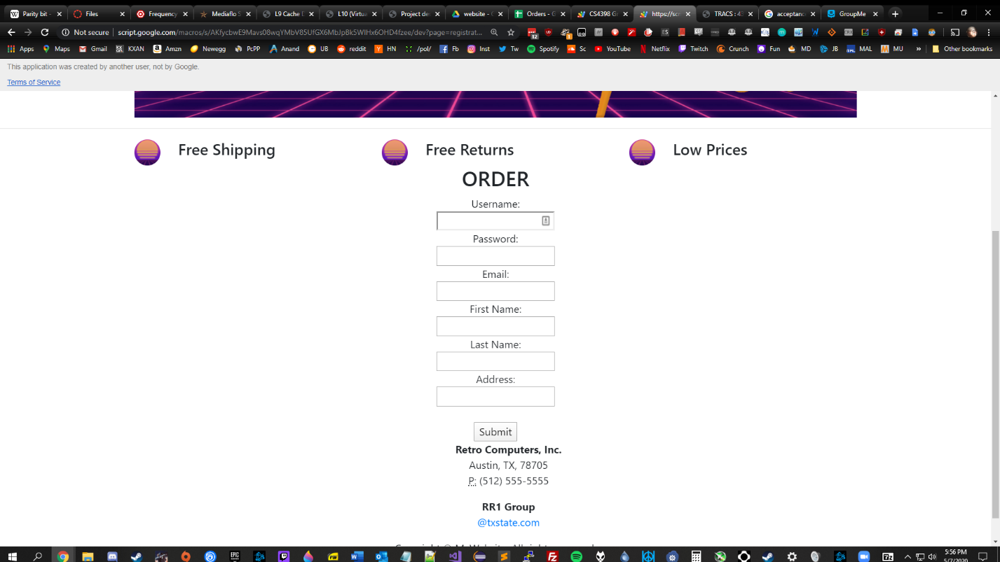 Parity bit -
Files
Frequency
Mediaflo S
L9 Cache D
L10 (Virtua
Project des
website - G
Orders - G
CS4398 Gr
https://scr
TRACS : 43
acceptance
GroupMe
Not secure script.google.com/macros/s/AKfycbwE9Mavs08wqYMbV85UfGX6MbJpBk5WIHx6OHD4fzee/dev?page=registrat...
Apps Maps Gmail KXAN Amzn Newegg PcPP Anand UB reddit HN /pol/ Fb Inst Tw Spotify Sc YouTube Netflix Twitch Crunch Fun MD JB MAL MU » Other bookmarks
This application was created by another user, not by Google.
Terms of Service
Free Shipping
Free Returns
Low Prices
ORDER
Username:
Password:
Email:
First Name:
Last Name:
Address:
Submit
Retro Computers, Inc.
Austin, TX, 78705
P: (512) 555-5555
RR1 Group
@txstate.com
5:56 PM
5/7/2020